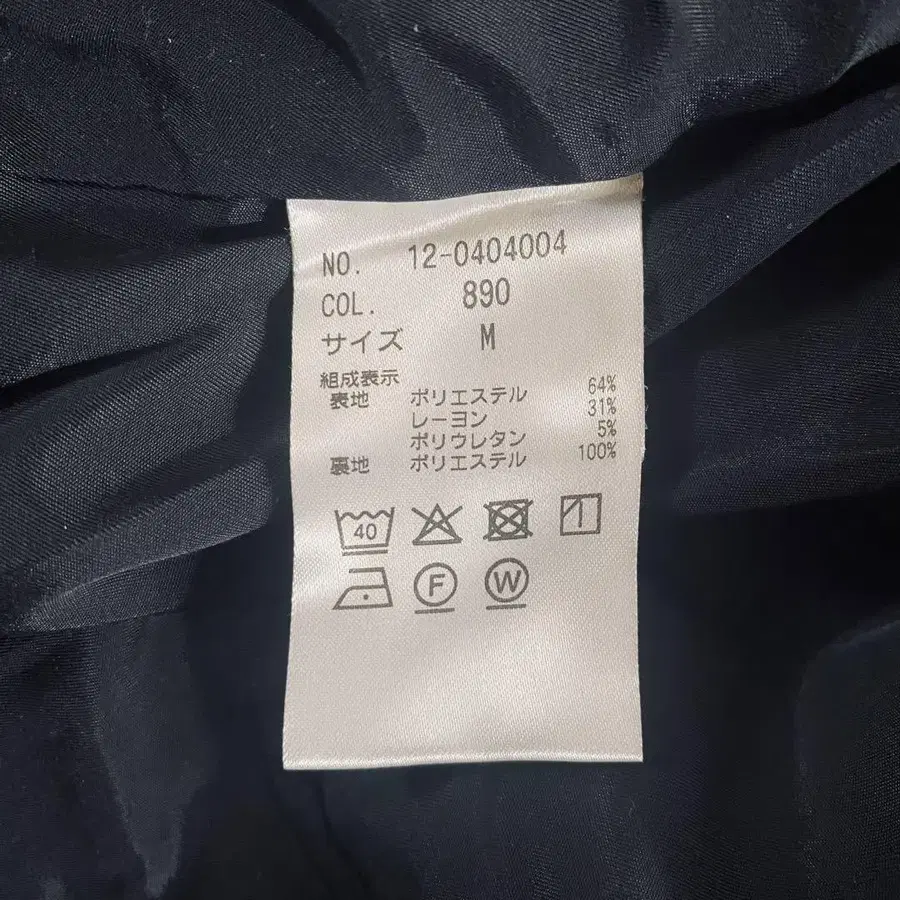 NO. 12-0404004
COL. 890
サイズ M
組成表示
表地 ポリエステル 64%
レーヨン 31%
ポリウレタン 5%
裏地 ポリエステル 100%
40
F W